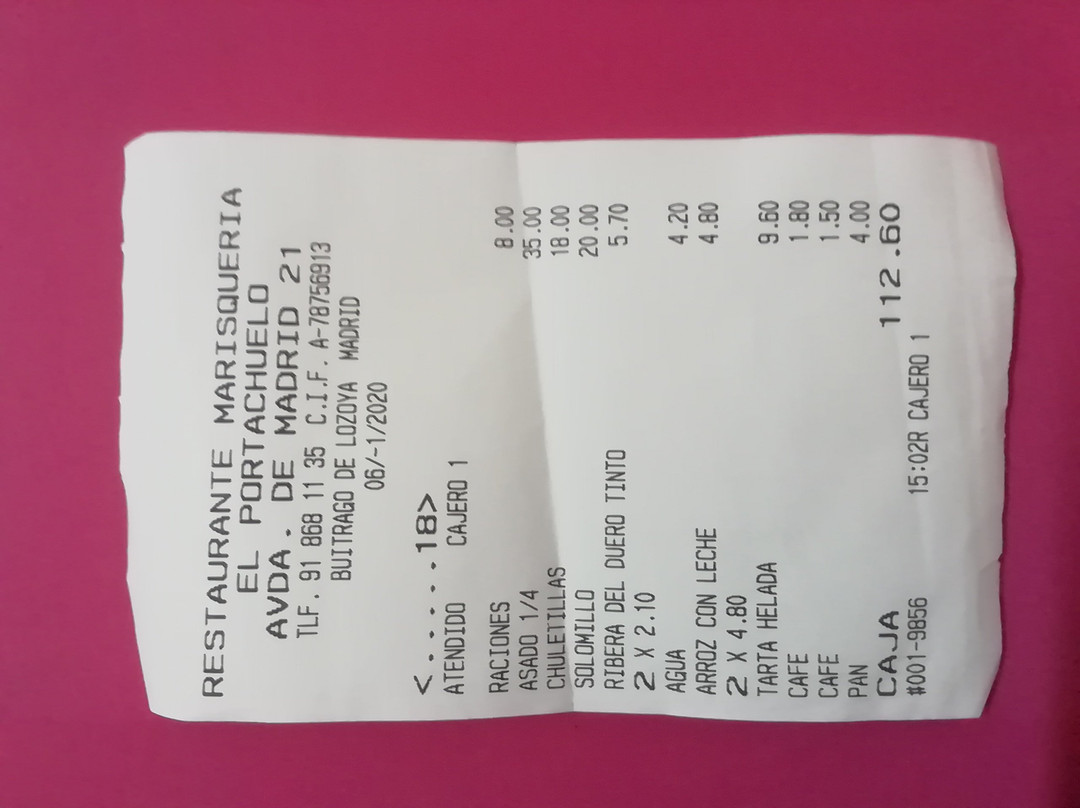 RESTAURANTE MARISQUERIA
EL PORTACHUELO
AVDA. DE MADRID 21
TLF. 91 868 11 35 C.I.F. A-78756913
BUITRAGO DE LOZOYA MADRID
06/-1/2020
<......18>
ATENDIDO CAJERO 1
RACIONES 8.00
ASADO 1/4 35.00
CHULETILLAS 18.00
SOLOMILLO 20.00
RIBERA DEL DUERO TINTO 5.70
2 X 2.10
AGUA 4.20
ARROZ CON LECHE 4.80
2 X 4.80
TARTA HELADA 9.60
CAFE 1.80
CAFE 1.50
PAN 4.00
CAJA 112.60
#001-9856 15:02R CAJERO 1